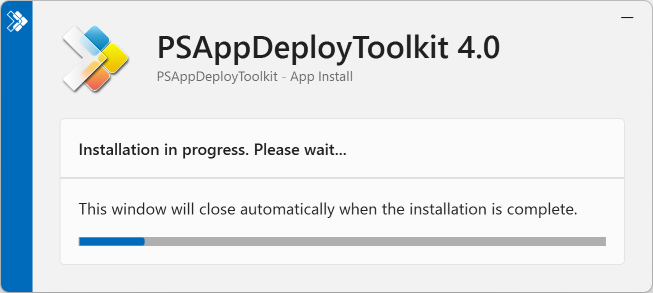 PSAppDeployToolkit 4.0
PSAppDeployToolkit - App Install
Installation in progress. Please wait...
This window will close automatically when the installation is complete.